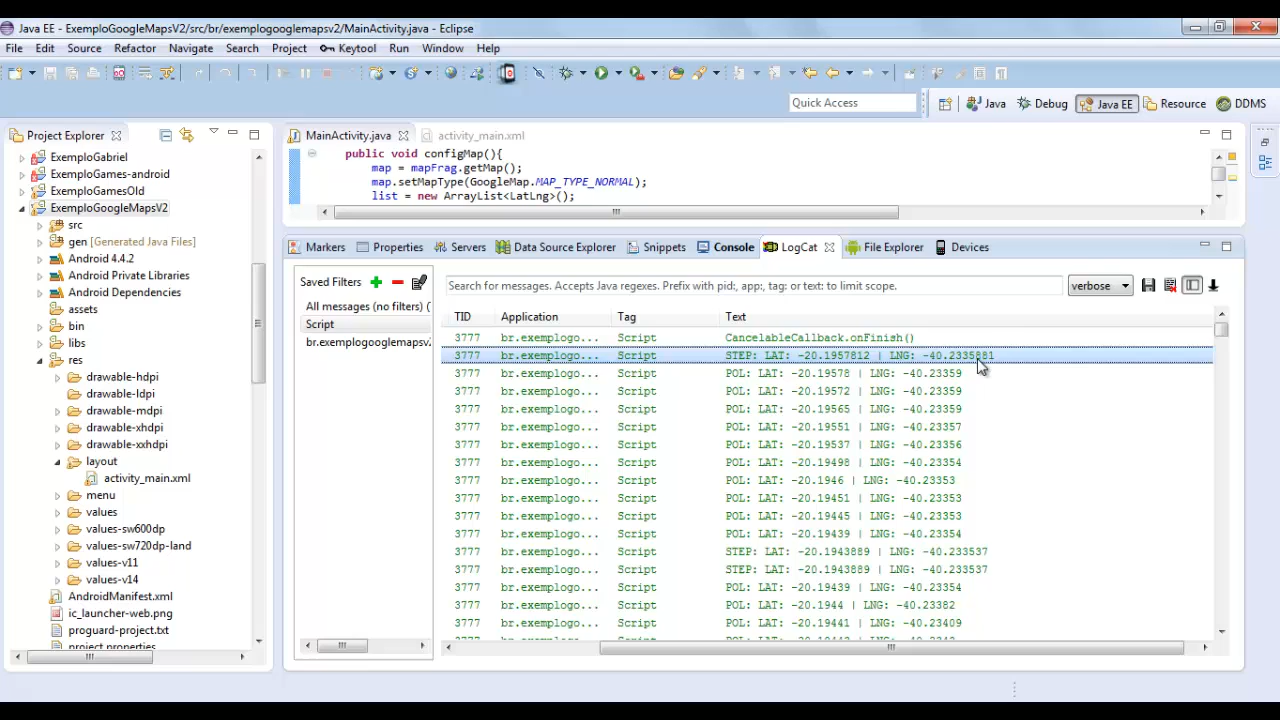 Java EE - ExemploGoogleMapsV2/src/br/exemplogooglemapsv2/MainActivity.java - Eclipse
File Edit Source Refactor Navigate Search Project Keytool Run Window Help
Quick Access
Java
Debug
Java EE
Resource
DDMS
Project Explorer
ExemploGabriel
ExemploGames-android
ExemploGamesOld
ExemploGoogleMapsV2
src
gen [Generated Java Files]
Android 4.4.2
Android Private Libraries
Android Dependencies
assets
bin
libs
res
drawable-hdpi
drawable-ldpi
drawable-mdpi
drawable-xhdpi
drawable-xxhdpi
layout
activity_main.xml
menu
values
values-sw600dp
values-sw720dp-land
values-v11
values-v14
AndroidManifest.xml
ic_launcher-web.png
proguard-project.txt
project.properties
MainActivity.java
activity_main.xml
public void configMap(){
map = mapFrag.getMap();
map.setMapType(GoogleMap.MAP_TYPE_NORMAL);
list = new ArrayList<LatLng>();
Markers Properties Servers Data Source Explorer Snippets Console LogCat File Explorer Devices
Saved Filters
All messages (no filters) (
Script
br.exemplogooglemapsv.
Search for messages. Accepts Java regexes. Prefix with pid:, app:, tag: or text: to limit scope.
verbose
TID Application Tag Text
3777 br.exemplogo... Script CancelableCallback.onFinish()
3777 br.exemplogo... Script STEP: LAT: -20.1957812 | LNG: -40.2335881
3777 br.exemplogo... Script POL: LAT: -20.19578 | LNG: -40.23359
3777 br.exemplogo... Script POL: LAT: -20.19572 | LNG: -40.23359
3777 br.exemplogo... Script POL: LAT: -20.19565 | LNG: -40.23359
3777 br.exemplogo... Script POL: LAT: -20.19551 | LNG: -40.23357
3777 br.exemplogo... Script POL: LAT: -20.19537 | LNG: -40.23356
3777 br.exemplogo... Script POL: LAT: -20.19498 | LNG: -40.23354
3777 br.exemplogo... Script POL: LAT: -20.1946 | LNG: -40.23353
3777 br.exemplogo... Script POL: LAT: -20.19451 | LNG: -40.23353
3777 br.exemplogo... Script POL: LAT: -20.19445 | LNG: -40.23353
3777 br.exemplogo... Script POL: LAT: -20.19439 | LNG: -40.23354
3777 br.exemplogo... Script STEP: LAT: -20.1943889 | LNG: -40.233537
3777 br.exemplogo... Script STEP: LAT: -20.1943889 | LNG: -40.233537
3777 br.exemplogo... Script POL: LAT: -20.19439 | LNG: -40.23354
3777 br.exemplogo... Script POL: LAT: -20.1944 | LNG: -40.23382
3777 br.exemplogo... Script POL: LAT: -20.19441 | LNG: -40.23409